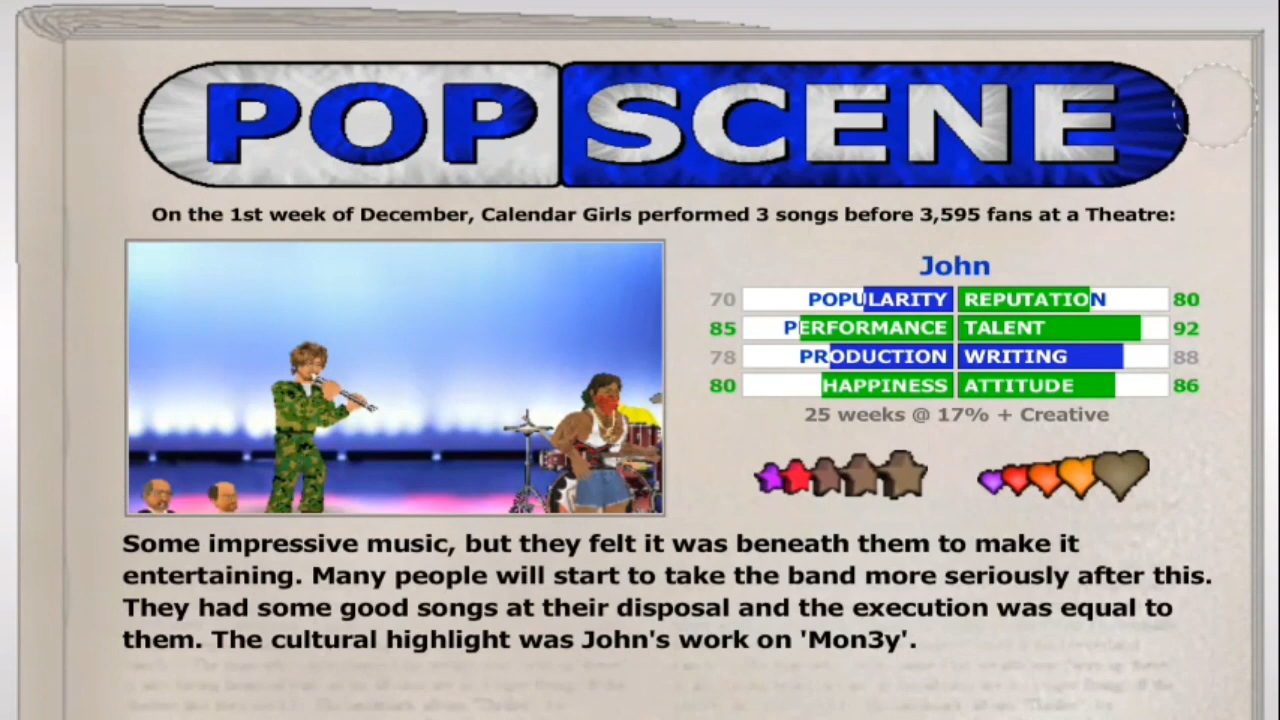 POP SCENE
On the 1st week of December, Calendar Girls performed 3 songs before 3,595 fans at a Theatre:
John
70 POPULARITY REPUTATION 80
85 PERFORMANCE TALENT 92
78 PRODUCTION WRITING 88
80 HAPPINESS ATTITUDE 86
25 weeks @ 17% + Creative
Some impressive music, but they felt it was beneath them to make it
entertaining. Many people will start to take the band more seriously after this.
They had some good songs at their disposal and the execution was equal to
them. The cultural highlight was John's work on 'Mon3y'.